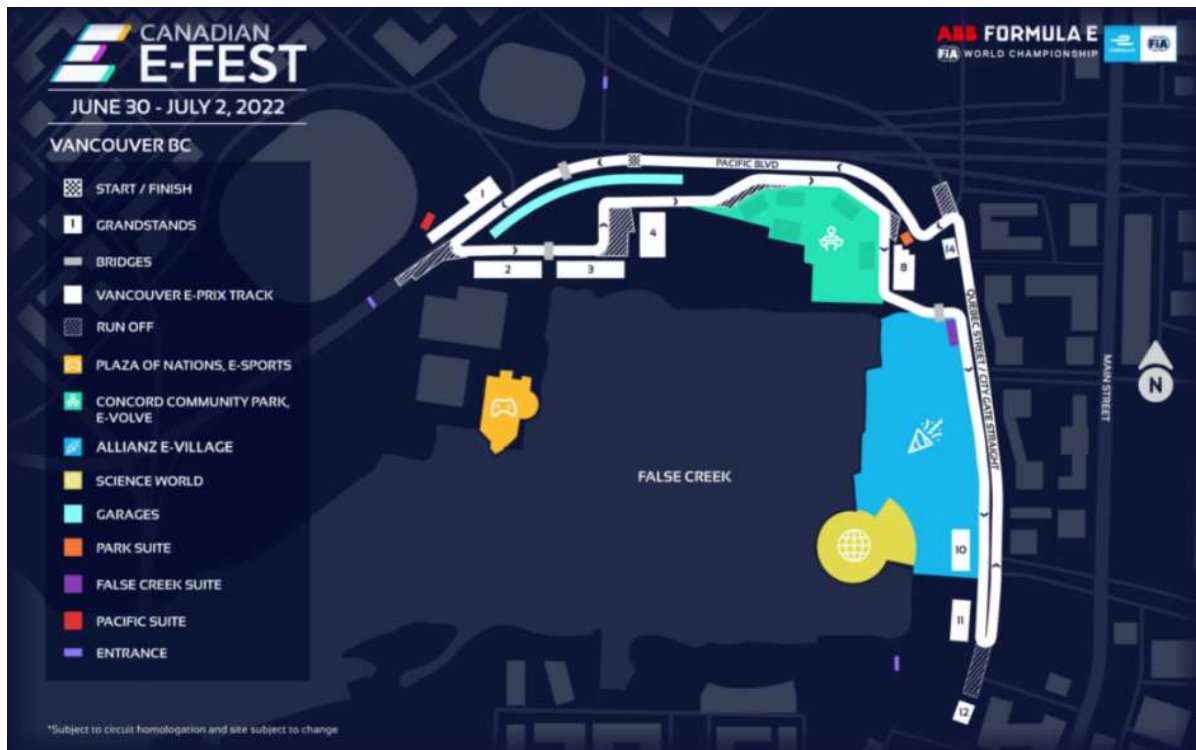 CANADIAN
E-FEST
JUNE 30 - JULY 2, 2022
ABB FORMULA E
FIA WORLD CHAMPIONSHIP
FORMULA E
FIA
VANCOUVER BC
START / FINISH
1 GRANDSTANDS
BRIDGES
VANCOUVER E-PRIX TRACK
RUN OFF
PLAZA OF NATIONS, E-SPORTS
CONCORD COMMUNITY PARK,
E-VOLVE
ALLIANZ E-VILLAGE
SCIENCE WORLD
GARAGES
PARK SUITE
FALSE CREEK SUITE
PACIFIC SUITE
ENTRANCE
PACIFIC BLVD
1
4
2
3
8
14
QUEBEC STREET / CITY GATE STRAIGHT
MAIN STREET
N
FALSE CREEK
10
11
12
*Subject to circuit homologation and site subject to change